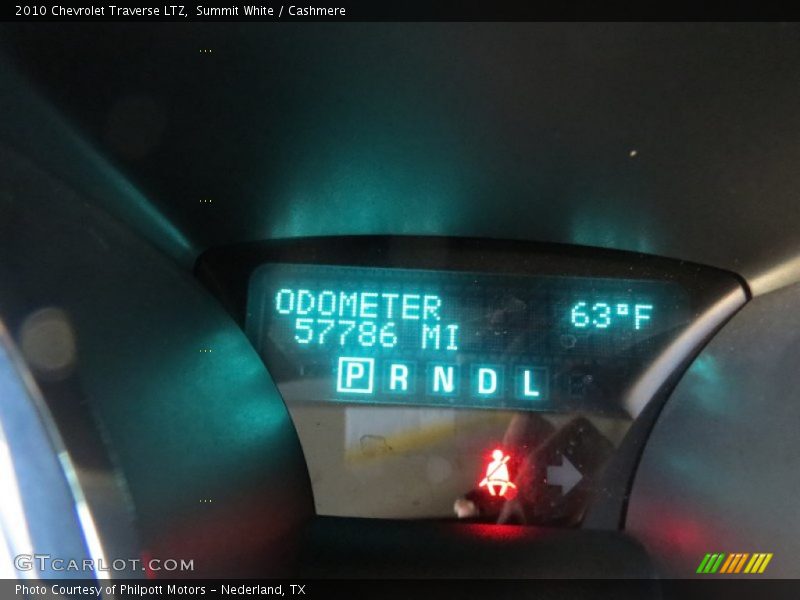 2010 Chevrolet Traverse LTZ, Summit White / Cashmere
ODOMETER 63°F
57786 MI
P R N D L
GTCARLOT.COM
Photo Courtesy of Philpott Motors - Nederland, TX